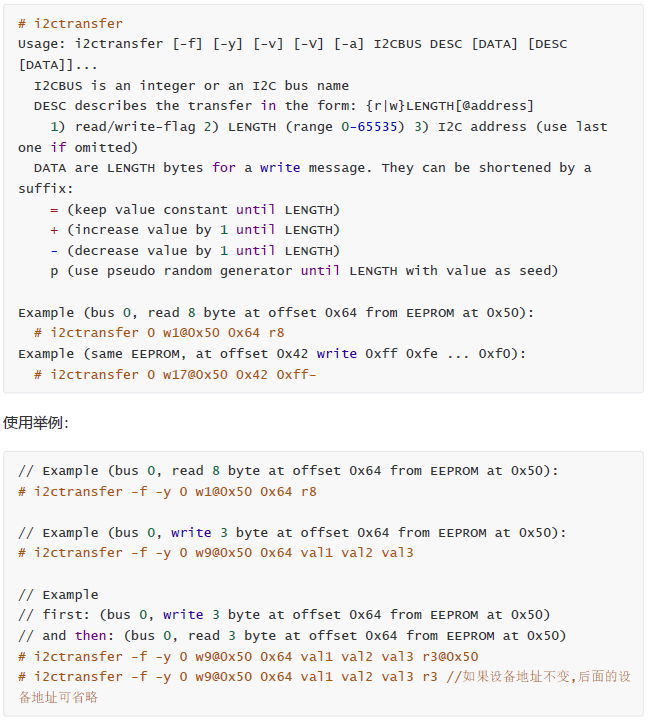 # i2ctransfer
Usage: i2ctransfer [-f] [-y] [-v] [-V] [-a] I2CBUS DESC [DATA] [DESC
[DATA]]...
  I2CBUS is an integer or an I2C bus name
  DESC describes the transfer in the form: {r|w}LENGTH[@address]
    1) read/write-flag 2) LENGTH (range 0-65535) 3) I2C address (use last
one if omitted)
  DATA are LENGTH bytes for a write message. They can be shortened by a
suffix:
    = (keep value constant until LENGTH)
    + (increase value by 1 until LENGTH)
    - (decrease value by 1 until LENGTH)
    p (use pseudo random generator until LENGTH with value as seed)

Example (bus 0, read 8 byte at offset 0x64 from EEPROM at 0x50):
  # i2ctransfer 0 w1@0x50 0x64 r8
Example (same EEPROM, at offset 0x42 write 0xff 0xfe ... 0xf0):
  # i2ctransfer 0 w17@0x50 0x42 0xff-

使用举例：

// Example (bus 0, read 8 byte at offset 0x64 from EEPROM at 0x50):
# i2ctransfer -f -y 0 w1@0x50 0x64 r8

// Example (bus 0, write 3 byte at offset 0x64 from EEPROM at 0x50):
# i2ctransfer -f -y 0 w9@0x50 0x64 val1 val2 val3

// Example
// first: (bus 0, write 3 byte at offset 0x64 from EEPROM at 0x50)
// and then: (bus 0, read 3 byte at offset 0x64 from EEPROM at 0x50)
# i2ctransfer -f -y 0 w9@0x50 0x64 val1 val2 val3 r3@0x50
# i2ctransfer -f -y 0 w9@0x50 0x64 val1 val2 val3 r3 //如果设备地址不变,后面的设
备地址可省略